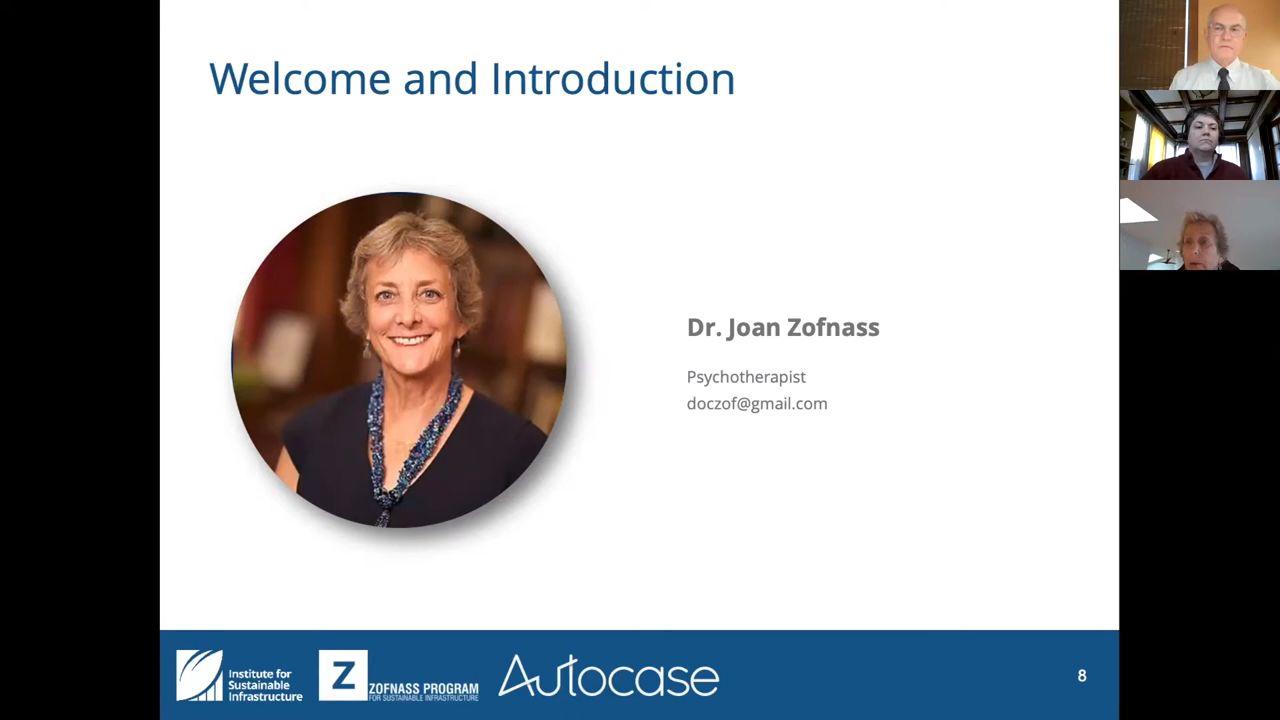 Welcome and Introduction
Dr. Joan Zofnass
Psychotherapist
doczof@gmail.com
Institute for
Sustainable
Infrastructure
Z
ZOFNASS PROGRAM
FOR SUSTAINABLE INFRASTRUCTURE
Autocase
8